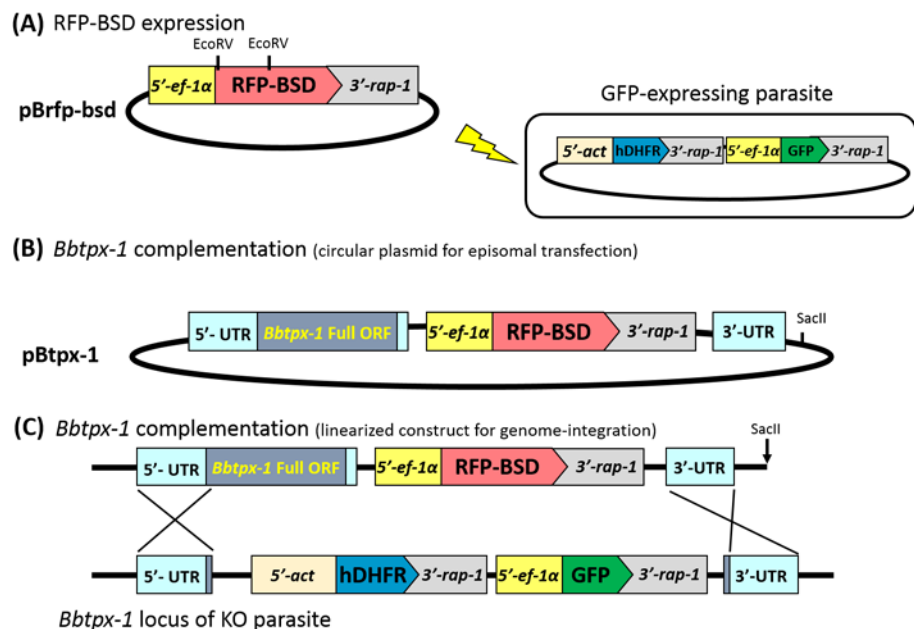 (A) RFP-BSD expression
EcoRV
EcoRV
5′-ef-1α RFP-BSD 3′-rap-1
pBrfp-bsd
GFP-expressing parasite
5′-act hDHFR 3′-rap-1 5′-ef-1α GFP 3′-rap-1
(B) Bbtpx-1 complementation (circular plasmid for episomal transfection)
5′- UTR Bbtpx-1 Full ORF 5′-ef-1α RFP-BSD 3′-rap-1 3′-UTR SacII
pBtpx-1
(C) Bbtpx-1 complementation (linearized construct for genome-integration)
SacII
5′- UTR Bbtpx-1 Full ORF 5′-ef-1α RFP-BSD 3′-rap-1 3′-UTR
5′- UTR 5′-act hDHFR 3′-rap-1 5′-ef-1α GFP 3′-rap-1 3′-UTR
Bbtpx-1 locus of KO parasite